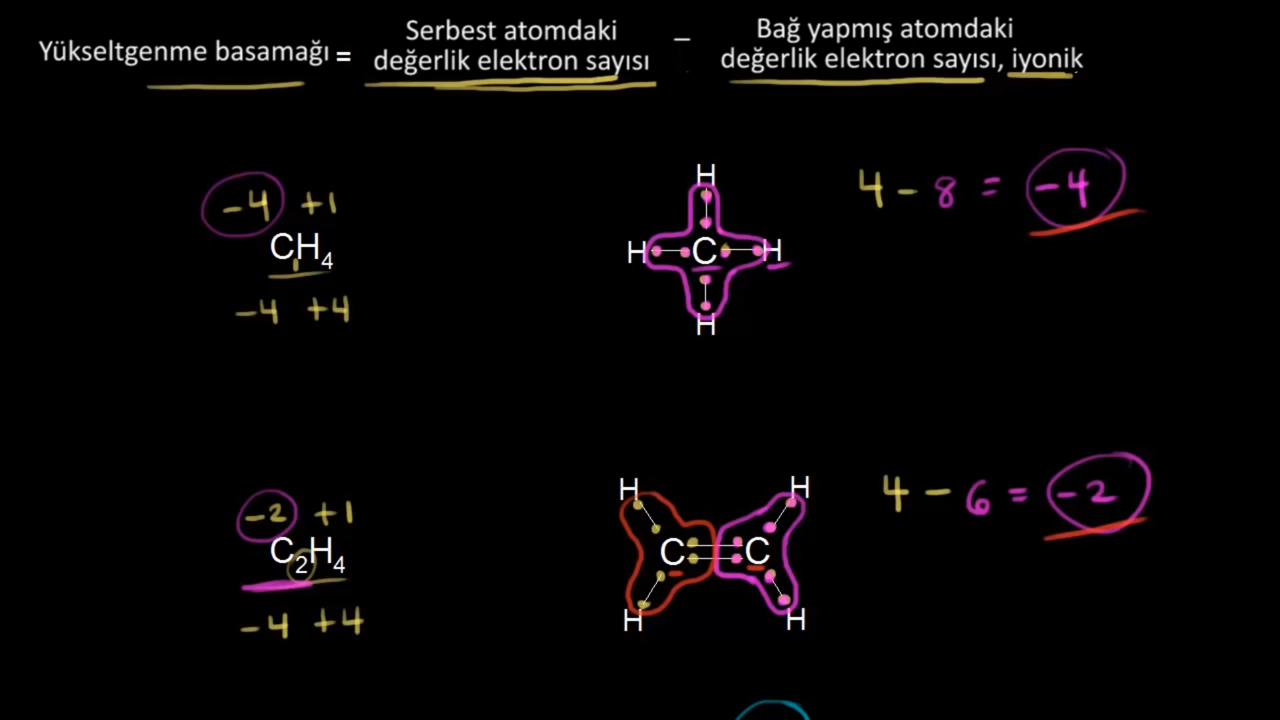 Yükseltgenme basamağı = Serbest atomdaki değerlik elektron sayısı – Bağ yapmış atomdaki değerlik elektron sayısı, iyonik
-4 +1
CH₄
-4 +4
H
H C H
H
4 - 8 = -4
-2 +1
C₂H₄
-4 +4
H H
C C
H H
4 - 6 = -2